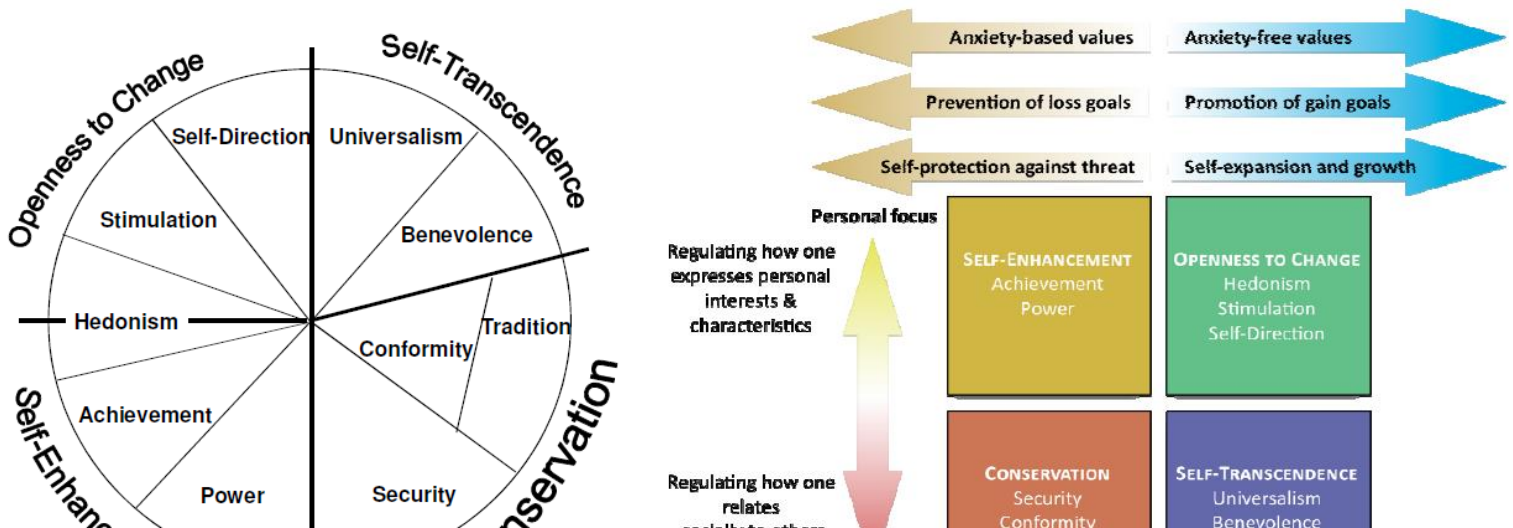 Openness to Change
Self-Transcendence
Self-Direction
Universalism
Stimulation
Benevolence
Hedonism
Tradition
Conformity
Achievement
Power
Security
Self-Enhanc
nservation
Anxiety-based values
Anxiety-free values
Prevention of loss goals
Promotion of gain goals
Self-protection against threat
Self-expansion and growth
Personal focus
Regulating how one
expresses personal
interests &
characteristics
SELF-ENHANCEMENT
Achievement
Power
OPENNESS TO CHANGE
Hedonism
Stimulation
Self-Direction
Regulating how one
relates
CONSERVATION
Security
Conformity
SELF-TRANSCENDENCE
Universalism
Benevolence